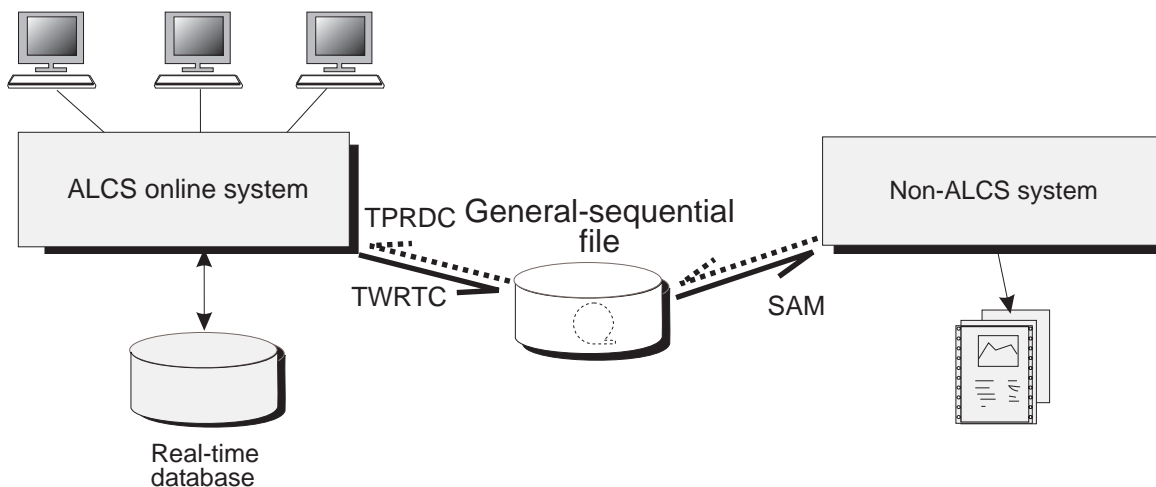 ALCS online system
Non-ALCS system
TPRDC
General-sequential
file
TWRTC
SAM
Real-time
database